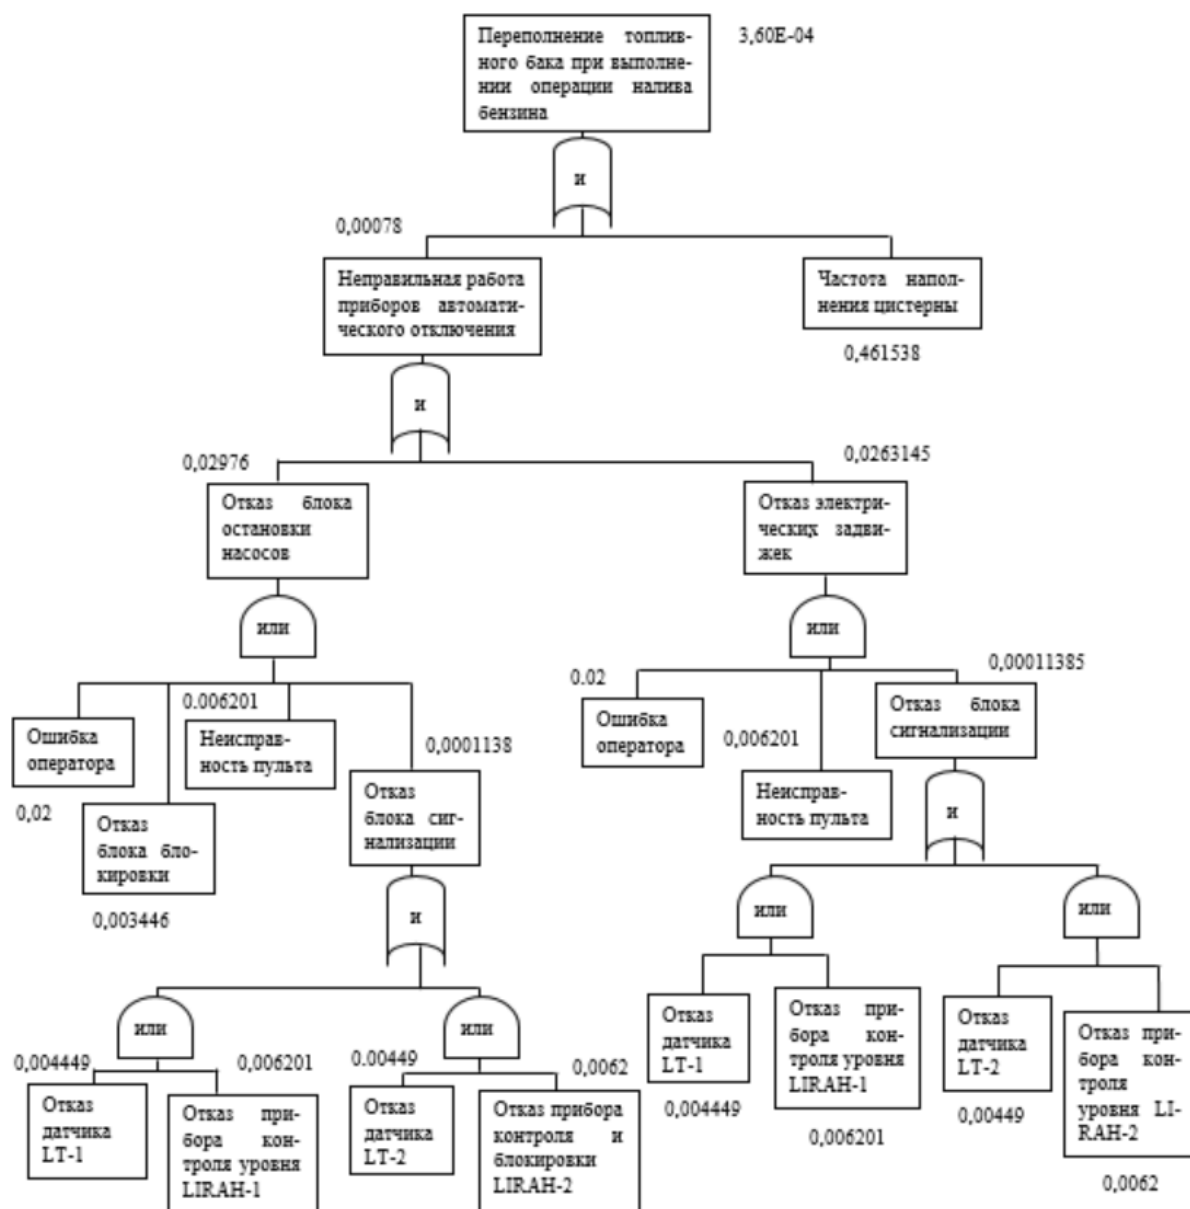 Переполнение топлив-
ного бака при выполне-
нии операции налива
бензина
3,60E-04
и
0,00078
Неправильная работа
приборов автомати-
ческого отключения
Частота напол-
нения цистерны
0,461538
и
0,02976
0,0263145
Отказ блока
остановки
насосов
Отказ электри-
ческих задви-
жек
или
или
0.02
0,00011385
0.006201
Ошибка
оператора
0,02
Неисправ-
ность пульта
0,0001138
Отказ
блока бло-
кировки
0,003446
Отказ
блока сиг-
нализации
Ошибка
оператора
0,006201
Неисправ-
ность пульта
Отказ блока
сигнализации
и
и
или
или
или
или
0,004449
0,006201
0.00449
0,0062
Отказ
датчика
LT-1
Отказ при-
бора кон-
троля уровня
LIRAH-1
Отказ
датчика
LT-2
Отказ прибора
контроля и
блокировки
LIRAH-2
Отказ
датчика
LT-1
0,004449
Отказ при-
бора кон-
троля уровня
LIRAH-1
0,006201
Отказ
датчика
LT-2
0,00449
Отказ при-
бора кон-
троля
уровня LI-
RAH-2
0,0062